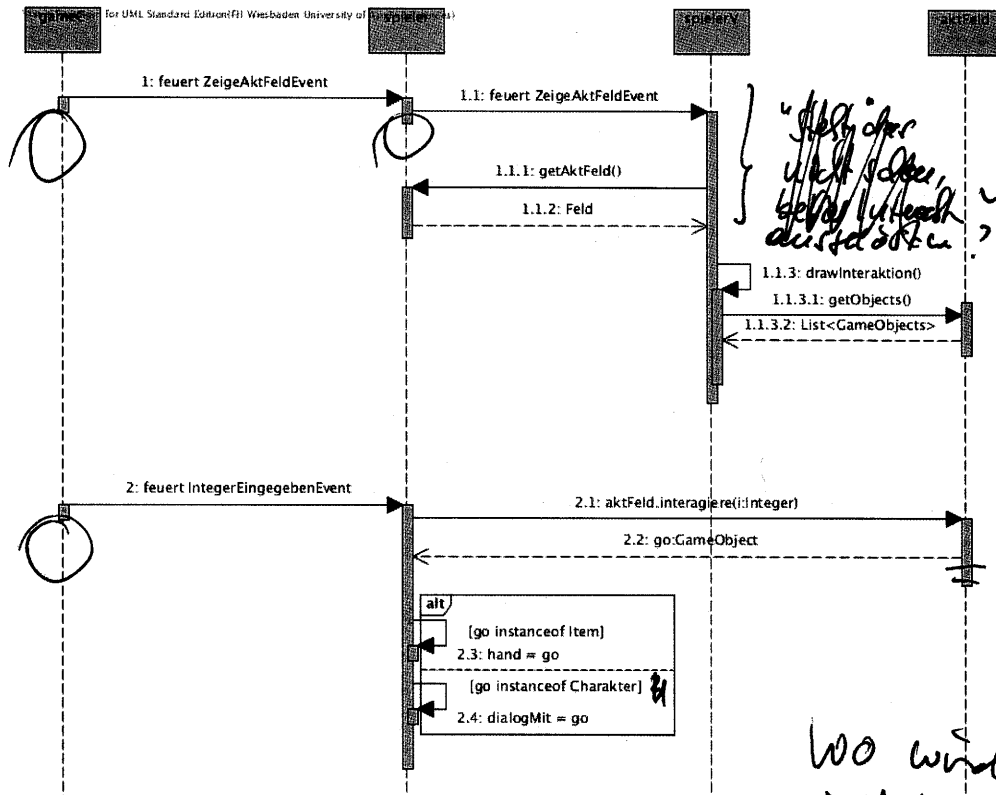 gameC
for UML Standard Edition(FH Wiesbaden University of
spieler
spielerV
aktFeld
1: feuert ZeigeAktFeldEvent
1.1: feuert ZeigeAktFeldEvent
1.1.1: getAktFeld()
1.1.2: Feld
nicht
1.1.3: drawInteraktion()
1.1.3.1: getObjects()
1.1.3.2: List<GameObjects>
2: feuert IntegerEingegebenEvent
2.1: aktFeld.interagiere(i:Integer)
2.2: go:GameObject
alt
[go instanceof Item]
2.3: hand = go
[go instanceof Charakter]
2.4: dialogMit = go
wo